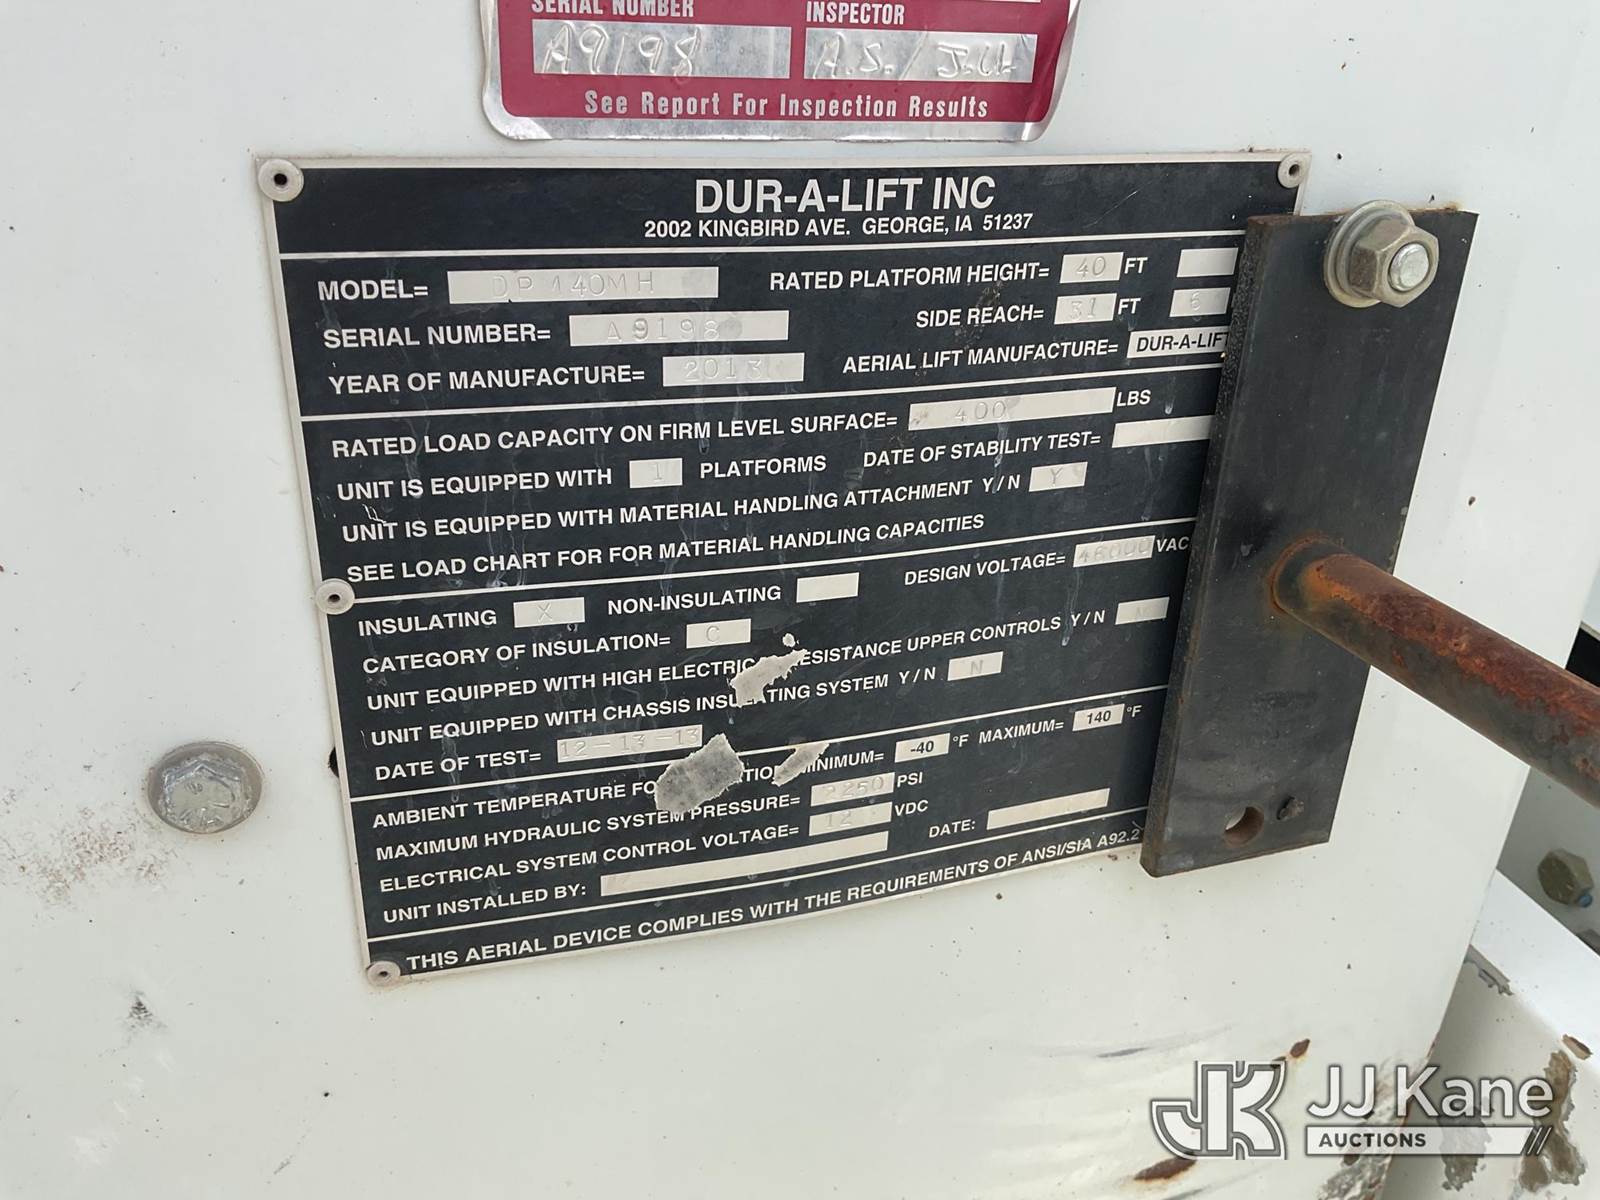 SERIAL NUMBER INSPECTOR
A9198 A.S./
See Report For Inspection Results
DUR-A-LIFT INC
2002 KINGBIRD AVE. GEORGE, IA 51237
MODEL= 140MH RATED PLATFORM HEIGHT= 40 FT
SERIAL NUMBER= A9198 SIDE REACH= 31 FT 6
YEAR OF MANUFACTURE= 2013 AERIAL LIFT MANUFACTURE= DUR-A-LIFT
RATED LOAD CAPACITY ON FIRM LEVEL SURFACE= 400 LBS
UNIT IS EQUIPPED WITH 1 PLATFORMS DATE OF STABILITY TEST=
UNIT IS EQUIPPED WITH MATERIAL HANDLING ATTACHMENT Y/N Y
SEE LOAD CHART FOR FOR MATERIAL HANDLING CAPACITIES
INSULATING X NON-INSULATING DESIGN VOLTAGE= 46000 VAC
CATEGORY OF INSULATION= C
UNIT EQUIPPED WITH HIGH ELECTRICAL RESISTANCE UPPER CONTROLS Y/N N
UNIT EQUIPPED WITH CHASSIS INSULATING SYSTEM Y/N N
DATE OF TEST= 12-13-13
AMBIENT TEMPERATURE FO MINIMUM= -40 °F MAXIMUM= 140 °F
MAXIMUM HYDRAULIC SYSTEM PRESSURE= 2250 PSI
ELECTRICAL SYSTEM CONTROL VOLTAGE= 12 VDC
UNIT INSTALLED BY: DATE:
THIS AERIAL DEVICE COMPLIES WITH THE REQUIREMENTS OF ANSI/SIA A92.2
JK JJ Kane
AUCTIONS